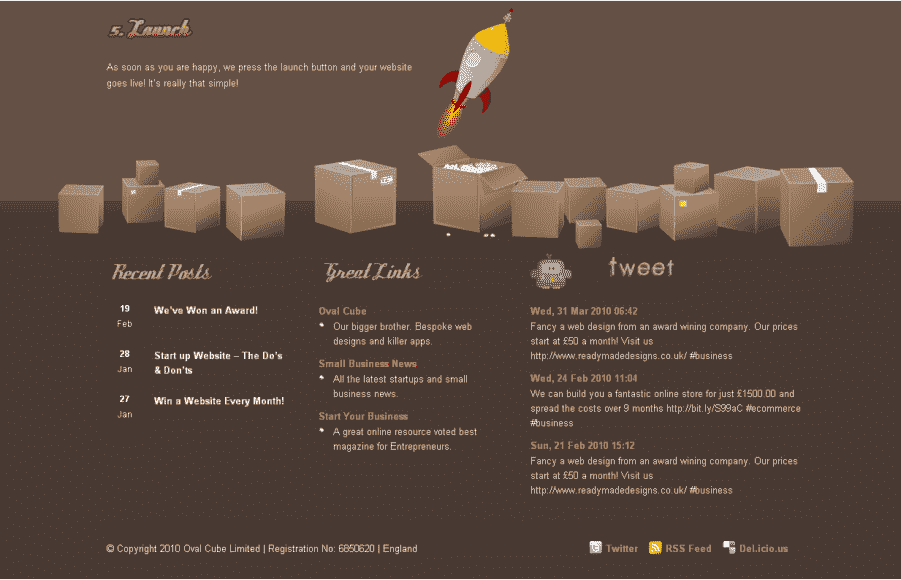 5. Launch
As soon as you are happy, we press the launch button and your website
goes live! It's really that simple!
Recent Posts
19
Feb
We've Won an Award!
28
Jan
Start up Website – The Do's
& Don'ts
27
Jan
Win a Website Every Month!
Great Links
Oval Cube
Our bigger brother. Bespoke web
designs and killer apps.
Small Business News
All the latest startups and small
business news.
Start Your Business
A great online resource voted best
magazine for Entrepreneurs.
tweet
Wed, 31 Mar 2010 06:42
Fancy a web design from an award wining company. Our prices
start at £50 a month! Visit us
http://www.readymadedesigns.co.uk/ #business
Wed, 24 Feb 2010 11:04
We can build you a fantastic online store for just £1500.00 and
spread the costs over 9 months http://bit.ly/S99aC #ecommerce
#business
Sun, 21 Feb 2010 15:12
Fancy a web design from an award wining company. Our prices
start at £50 a month! Visit us
http://www.readymadedesigns.co.uk/ #business
© Copyright 2010 Oval Cube Limited | Registration No: 6850620 | England
Twitter
RSS Feed
Del.icio.us